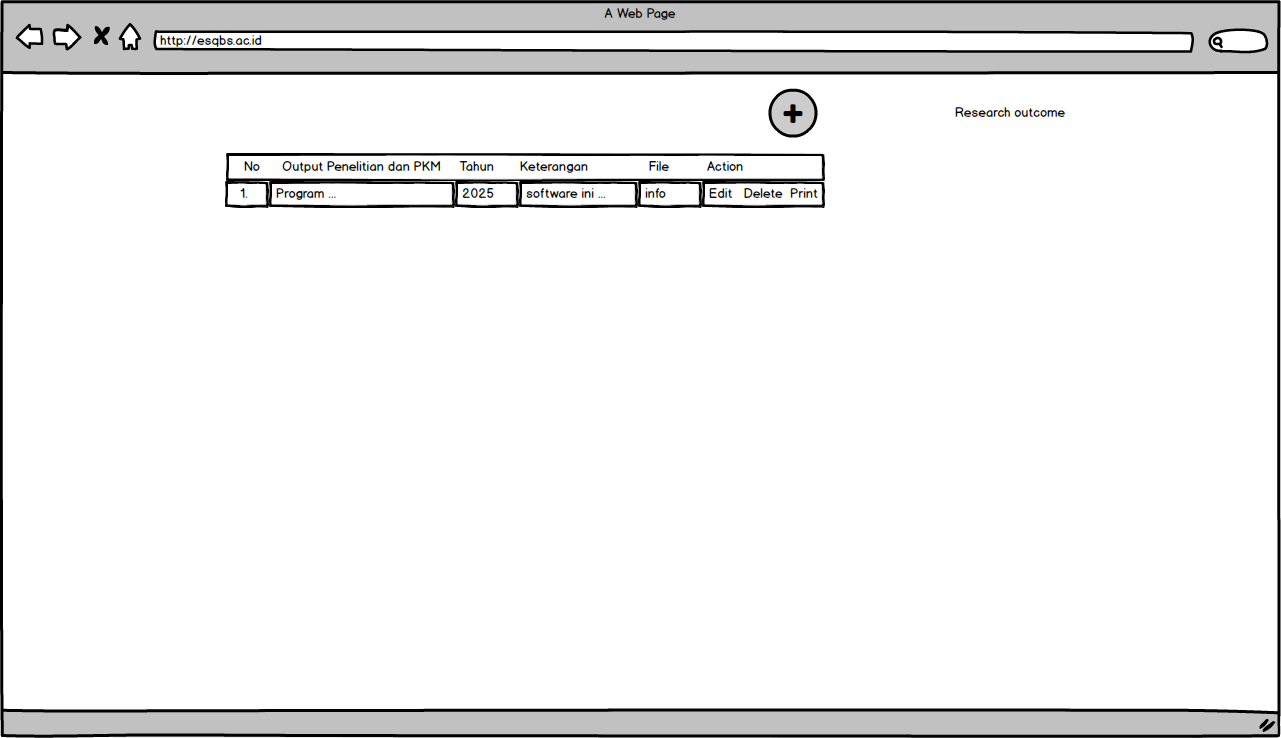 A Web Page
http://esqbs.ac.id
Research outcome
No Output Penelitian dan PKM Tahun Keterangan File Action
1. Program ... 2025 software ini ... info Edit Delete Print